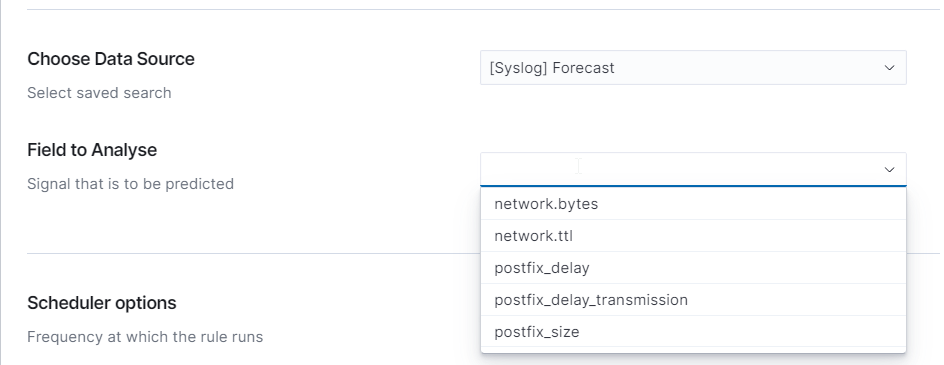 Choose Data Source
[Syslog] Forecast
Select saved search
Field to Analyse
Signal that is to be predicted
network.bytes
network.ttl
postfix_delay
postfix_delay_transmission
postfix_size
Scheduler options
Frequency at which the rule runs